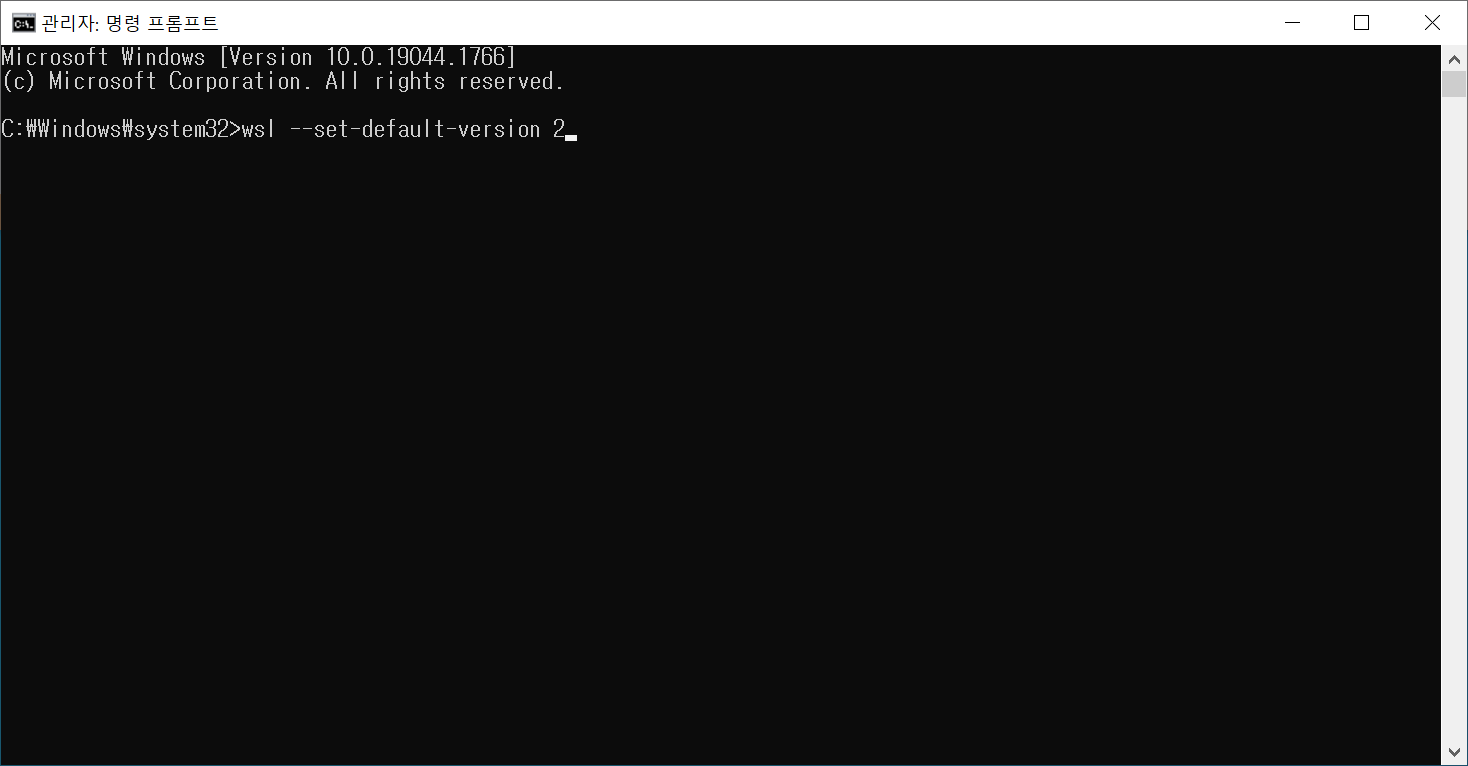 관리자: 명령 프롬프트
Microsoft Windows [Version 10.0.19044.1766]
(c) Microsoft Corporation. All rights reserved.
C:₩Windows₩system32>wsl --set-default-version 2